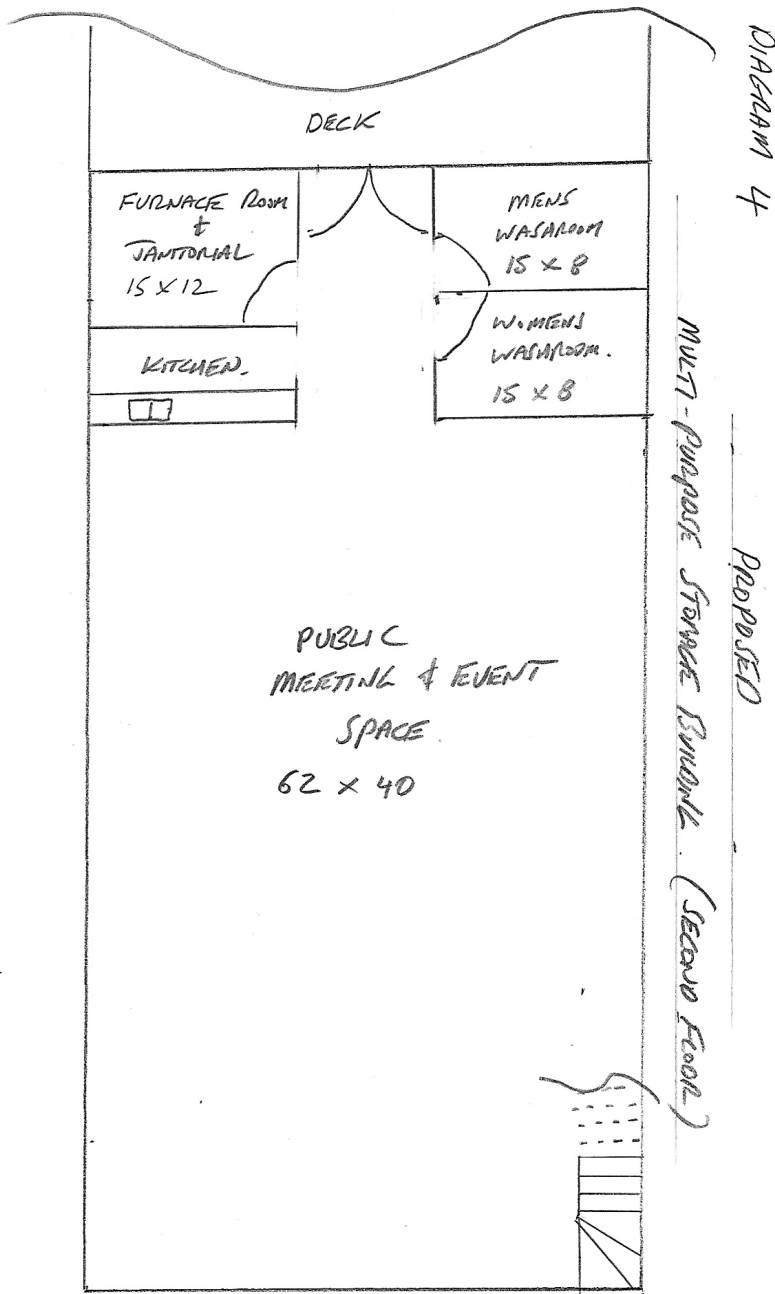 DIAGRAM 4
PROPOSED
MULTI-PURPOSE STORAGE BUILDING. (SECOND FLOOR)
DECK
FURNACE ROOM
&
JANITORIAL
15 X 12
MENS
WASHROOM
15 X 8
KITCHEN.
WOMENS
WASHROOM.
15 X 8
PUBLIC
MEETING & EVENT
SPACE
62 X 40